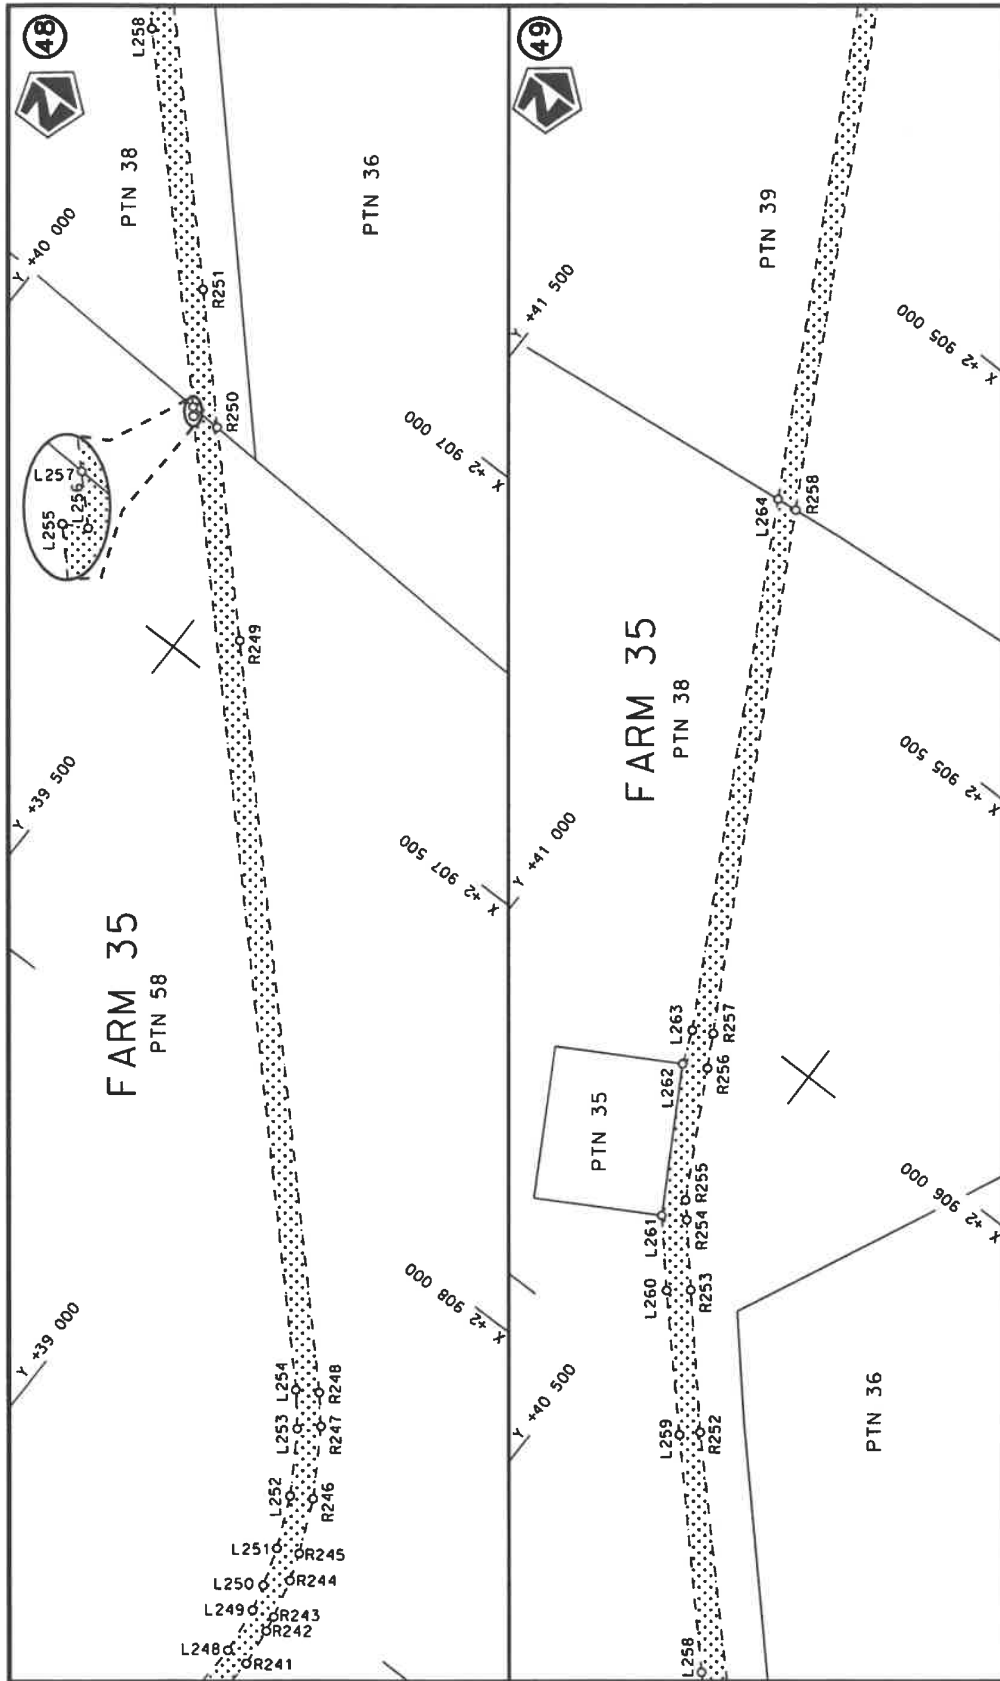 48
N
Y +39 000
Y +39 500
Y +40 000
FARM 35
PTN 58
PTN 38
PTN 36
L248
L249
L250
L251
L252
L253
L254
L255
L256
L257
L258
R241
R242
R243
R244
R245
R246
R247
R248
R249
R250
R251
X +2 908 000
X +2 907 500
X +2 907 000
49
N
Y +40 500
Y +41 000
Y +41 500
FARM 35
PTN 38
PTN 35
PTN 39
PTN 36
L258
L259
L260
L261
L262
L263
L264
R252
R253
R254
R255
R256
R257
R258
X +2 906 000
X +2 905 500
X +2 905 000